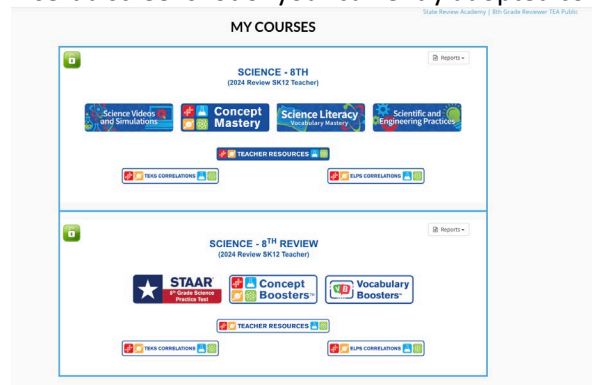 State Review Academy | 8th Grade Reviewer TEA Public
MY COURSES
Reports
SCIENCE - 8TH
(2024 Review SK12 Teacher)
Science Videos and Simulations
Concept Mastery
Science Literacy
Vocabulary Mastery
Scientific and Engineering Practices
TEACHER RESOURCES
TEKS CORRELATIONS
ELPS CORRELATIONS
Reports
SCIENCE - 8TH REVIEW
(2024 Review SK12 Teacher)
STAAR
8th Grade Science
Practice Test
Concept Boosters™
Vocabulary Boosters™
VB
TEACHER RESOURCES
TEKS CORRELATIONS
ELPS CORRELATIONS